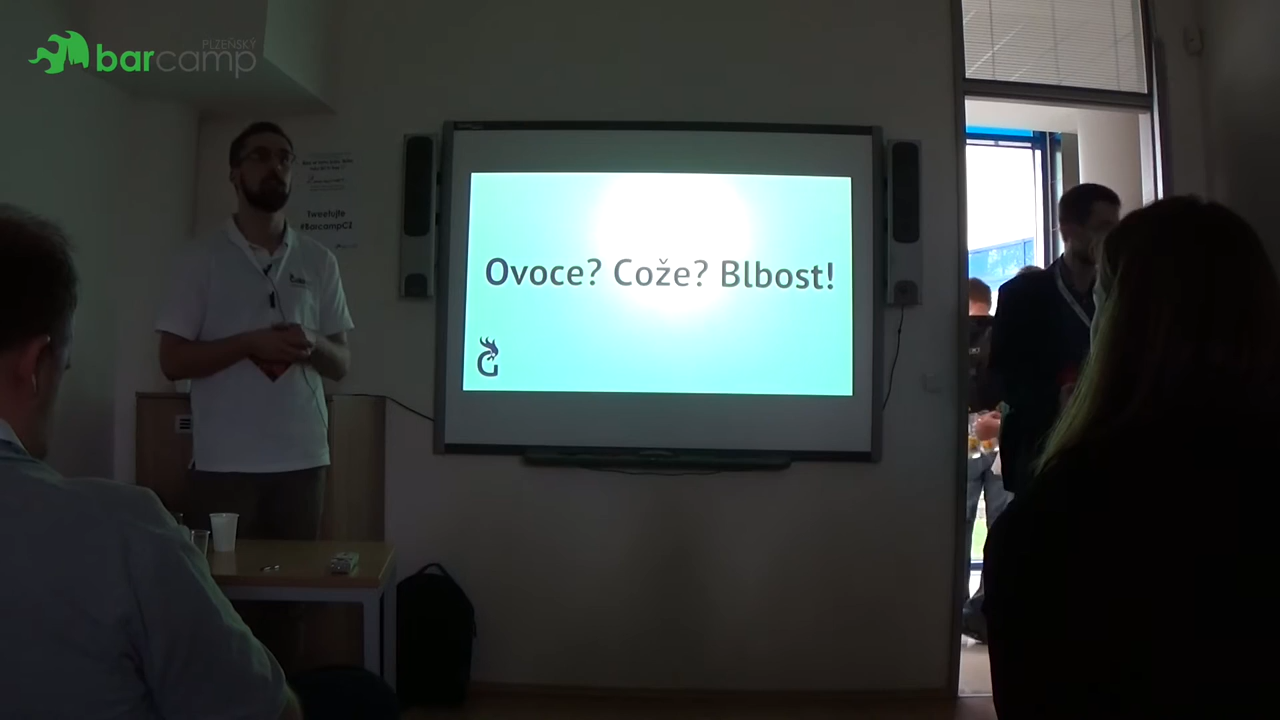 PLZEŇSKÝ
barcamp
Ovoce? Cože? Blbost!
Tweetujte
#BarcampCZ